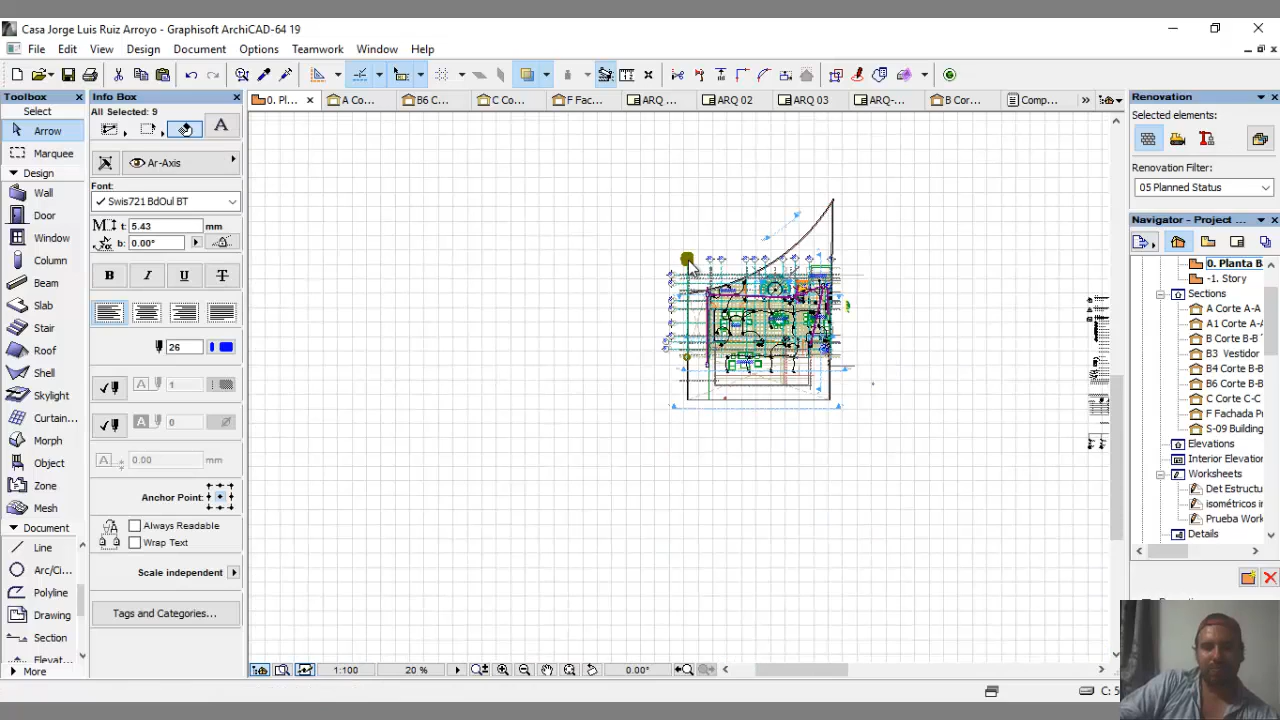 Casa Jorge Luis Ruiz Arroyo - Graphisoft ArchiCAD-64 19
File Edit View Design Document Options Teamwork Window Help
Toolbox
Info Box
0. Pl...
A Co...
B6 C...
C Co...
F Fac...
ARQ ...
ARQ 02
ARQ 03
ARQ-...
B Cor...
Comp...
Renovation
Select
All Selected: 9
Selected elements:
Arrow
Marquee
Ar-Axis
Renovation Filter:
Design
Font:
05 Planned Status
Wall
Swis721 BdOul BT
Door
t: 5.43 mm
Navigator - Project ...
Window
b: 0.00°
Column
0. Planta B
Beam
B I U T
-1. Story
Slab
Sections
Stair
A Corte A-A
A1 Corte A-
Roof
26
B Corte B-B
Shell
B3 Vestidor
Skylight
1
B4 Corte B-
Curtain...
0
B6 Corte B-
Morph
C Corte C-C
Object
0.00 mm
F Fachada P
Zone
Anchor Point:
S-09 Building
Mesh
Elevations
Document
Always Readable
Interior Elevation
Line
Wrap Text
Worksheets
Arc/Ci...
Scale independent
Det Estructu
Polyline
isométricos i
Drawing
Tags and Categories...
Prueba Work
Section
Details
Elevat...
More
1:100
20 %
0.00°
C: 5